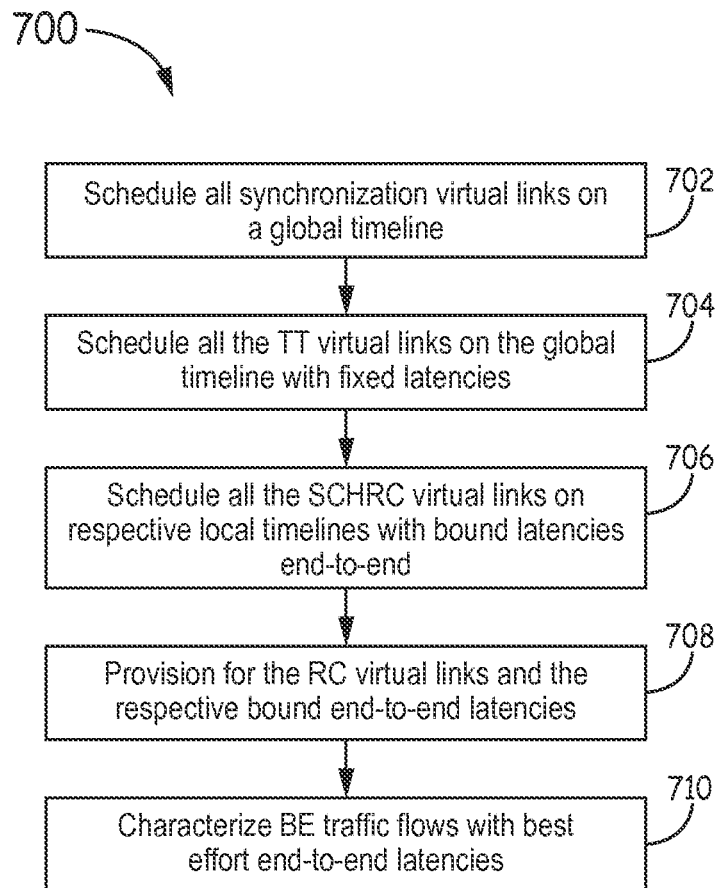 700
Schedule all synchronization virtual links on
a global timeline
702
Schedule all the TT virtual links on the global
timeline with fixed latencies
704
Schedule all the SCHRC virtual links on
respective local timelines with bound latencies
end-to-end
706
Provision for the RC virtual links and the
respective bound end-to-end latencies
708
Characterize BE traffic flows with best
effort end-to-end latencies
710